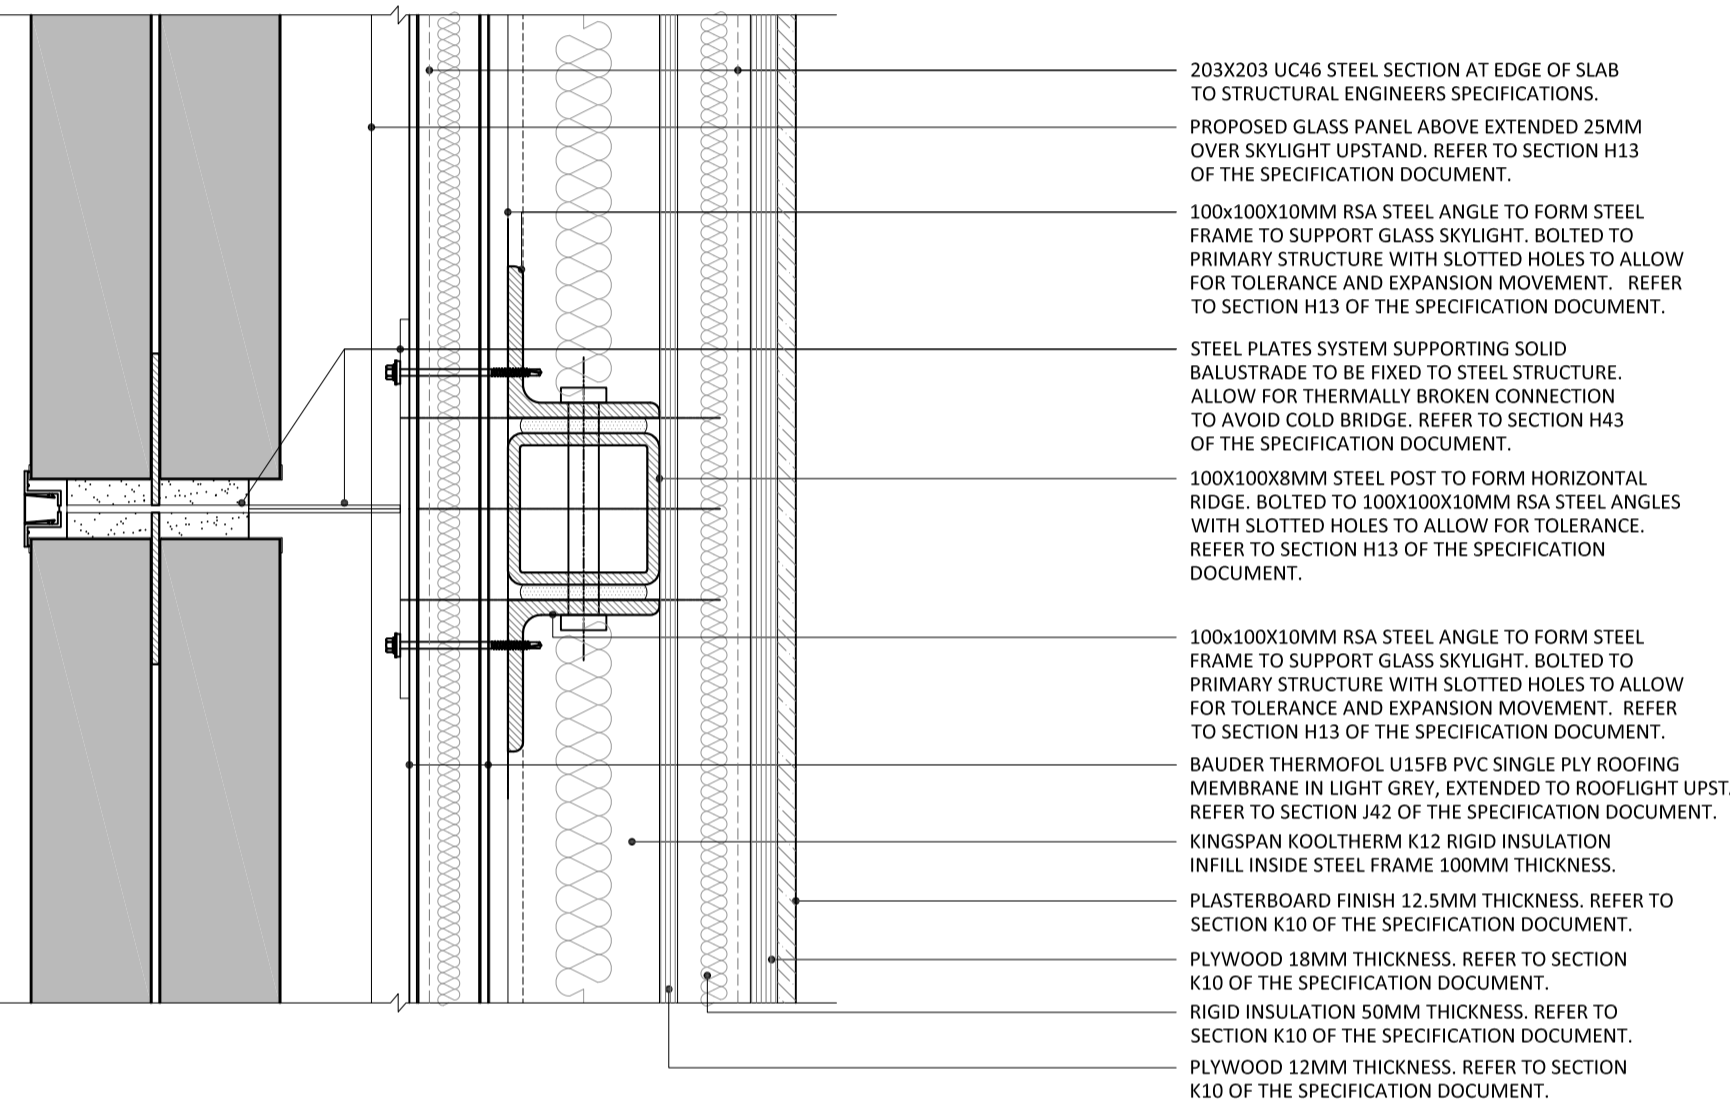 203X203 UC46 STEEL SECTION AT EDGE OF SLAB
TO STRUCTURAL ENGINEERS SPECIFICATIONS.
PROPOSED GLASS PANEL ABOVE EXTENDED 25MM
OVER SKYLIGHT UPSTAND. REFER TO SECTION H13
OF THE SPECIFICATION DOCUMENT.
100x100X10MM RSA STEEL ANGLE TO FORM STEEL
FRAME TO SUPPORT GLASS SKYLIGHT. BOLTED TO
PRIMARY STRUCTURE WITH SLOTTED HOLES TO ALLOW
FOR TOLERANCE AND EXPANSION MOVEMENT.   REFER
TO SECTION H13 OF THE SPECIFICATION DOCUMENT.
STEEL PLATES SYSTEM SUPPORTING SOLID
BALUSTRADE TO BE FIXED TO STEEL STRUCTURE.
ALLOW FOR THERMALLY BROKEN CONNECTION
TO AVOID COLD BRIDGE. REFER TO SECTION H43
OF THE SPECIFICATION DOCUMENT.
100X100X8MM STEEL POST TO FORM HORIZONTAL
RIDGE. BOLTED TO 100X100X10MM RSA STEEL ANGLES
WITH SLOTTED HOLES TO ALLOW FOR TOLERANCE.
REFER TO SECTION H13 OF THE SPECIFICATION
DOCUMENT.
100x100X10MM RSA STEEL ANGLE TO FORM STEEL
FRAME TO SUPPORT GLASS SKYLIGHT. BOLTED TO
PRIMARY STRUCTURE WITH SLOTTED HOLES TO ALLOW
FOR TOLERANCE AND EXPANSION MOVEMENT.  REFER
TO SECTION H13 OF THE SPECIFICATION DOCUMENT.
BAUDER THERMOFOL U15FB PVC SINGLE PLY ROOFING
MEMBRANE IN LIGHT GREY, EXTENDED TO ROOFLIGHT UPST.
REFER TO SECTION J42 OF THE SPECIFICATION DOCUMENT.
KINGSPAN KOOLTHERM K12 RIGID INSULATION
INFILL INSIDE STEEL FRAME 100MM THICKNESS.
PLASTERBOARD FINISH 12.5MM THICKNESS. REFER TO
SECTION K10 OF THE SPECIFICATION DOCUMENT.
PLYWOOD 18MM THICKNESS. REFER TO SECTION
K10 OF THE SPECIFICATION DOCUMENT.
RIGID INSULATION 50MM THICKNESS. REFER TO
SECTION K10 OF THE SPECIFICATION DOCUMENT.
PLYWOOD 12MM THICKNESS. REFER TO SECTION
K10 OF THE SPECIFICATION DOCUMENT.